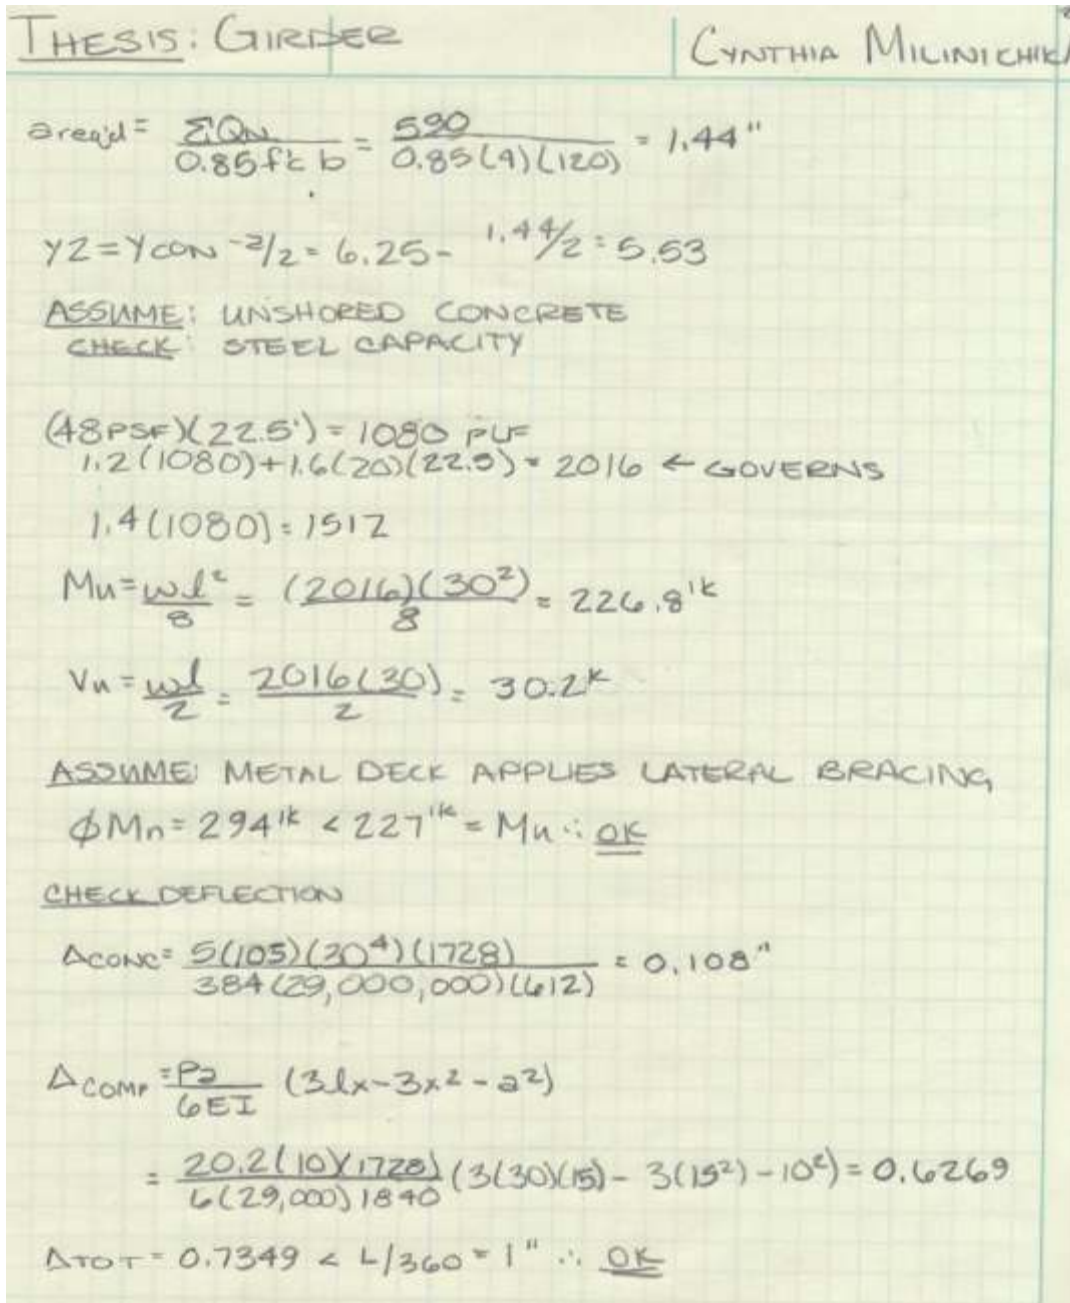 THESIS: GIRDER
CYNTHIA MILINICHIK
areq'd = ΣQN / 0.85f'c b = 590 / 0.85(4)(120) = 1.44"
Y2 = YCON - a/2 = 6.25 - 1.44/2 = 5.53
ASSUME: UNSHORED CONCRETE
CHECK: STEEL CAPACITY
(48PSF)(22.5') = 1080 PLF
1.2(1080)+1.6(20)(22.5) = 2016 ← GOVERNS
1.4(1080) = 1512
Mu = wl²/8 = (2016)(30²)/8 = 226.8'k
Vu = wl/2 = 2016(30)/2 = 30.2k
ASSUME: METAL DECK APPLIES LATERAL BRACING
ϕMn = 294'k < 227'k = Mu ∴ OK
CHECK DEFLECTION
ΔCONC = 5(105)(30⁴)(1728) / 384(29,000,000)(612) = 0.108"
ΔCOMP = Pa/6EI (3lx-3x²-a²)
= 20.2(10)(1728) / 6(29,000)1840 (3(30)(15) - 3(15²) - 10²) = 0.6269
ΔTOT = 0.7349 < L/360 = 1" ∴ OK